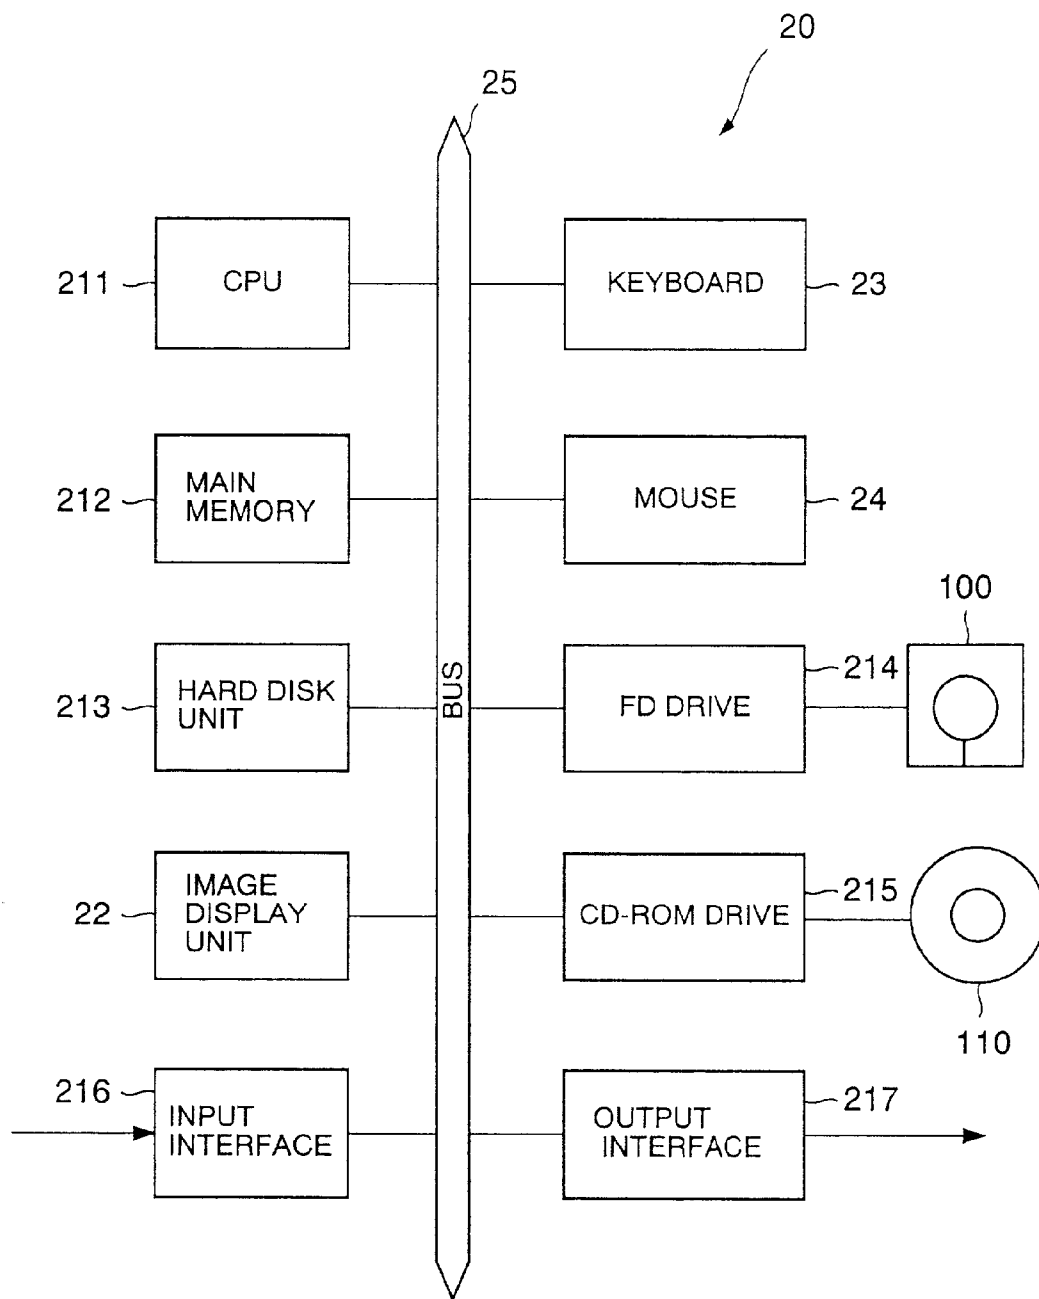 20
25
211
CPU
KEYBOARD
23
212
MAIN
MEMORY
MOUSE
24
100
213
HARD DISK
UNIT
BUS
FD DRIVE
214
22
IMAGE
DISPLAY
UNIT
CD-ROM DRIVE
215
110
216
INPUT
INTERFACE
OUTPUT
INTERFACE
217